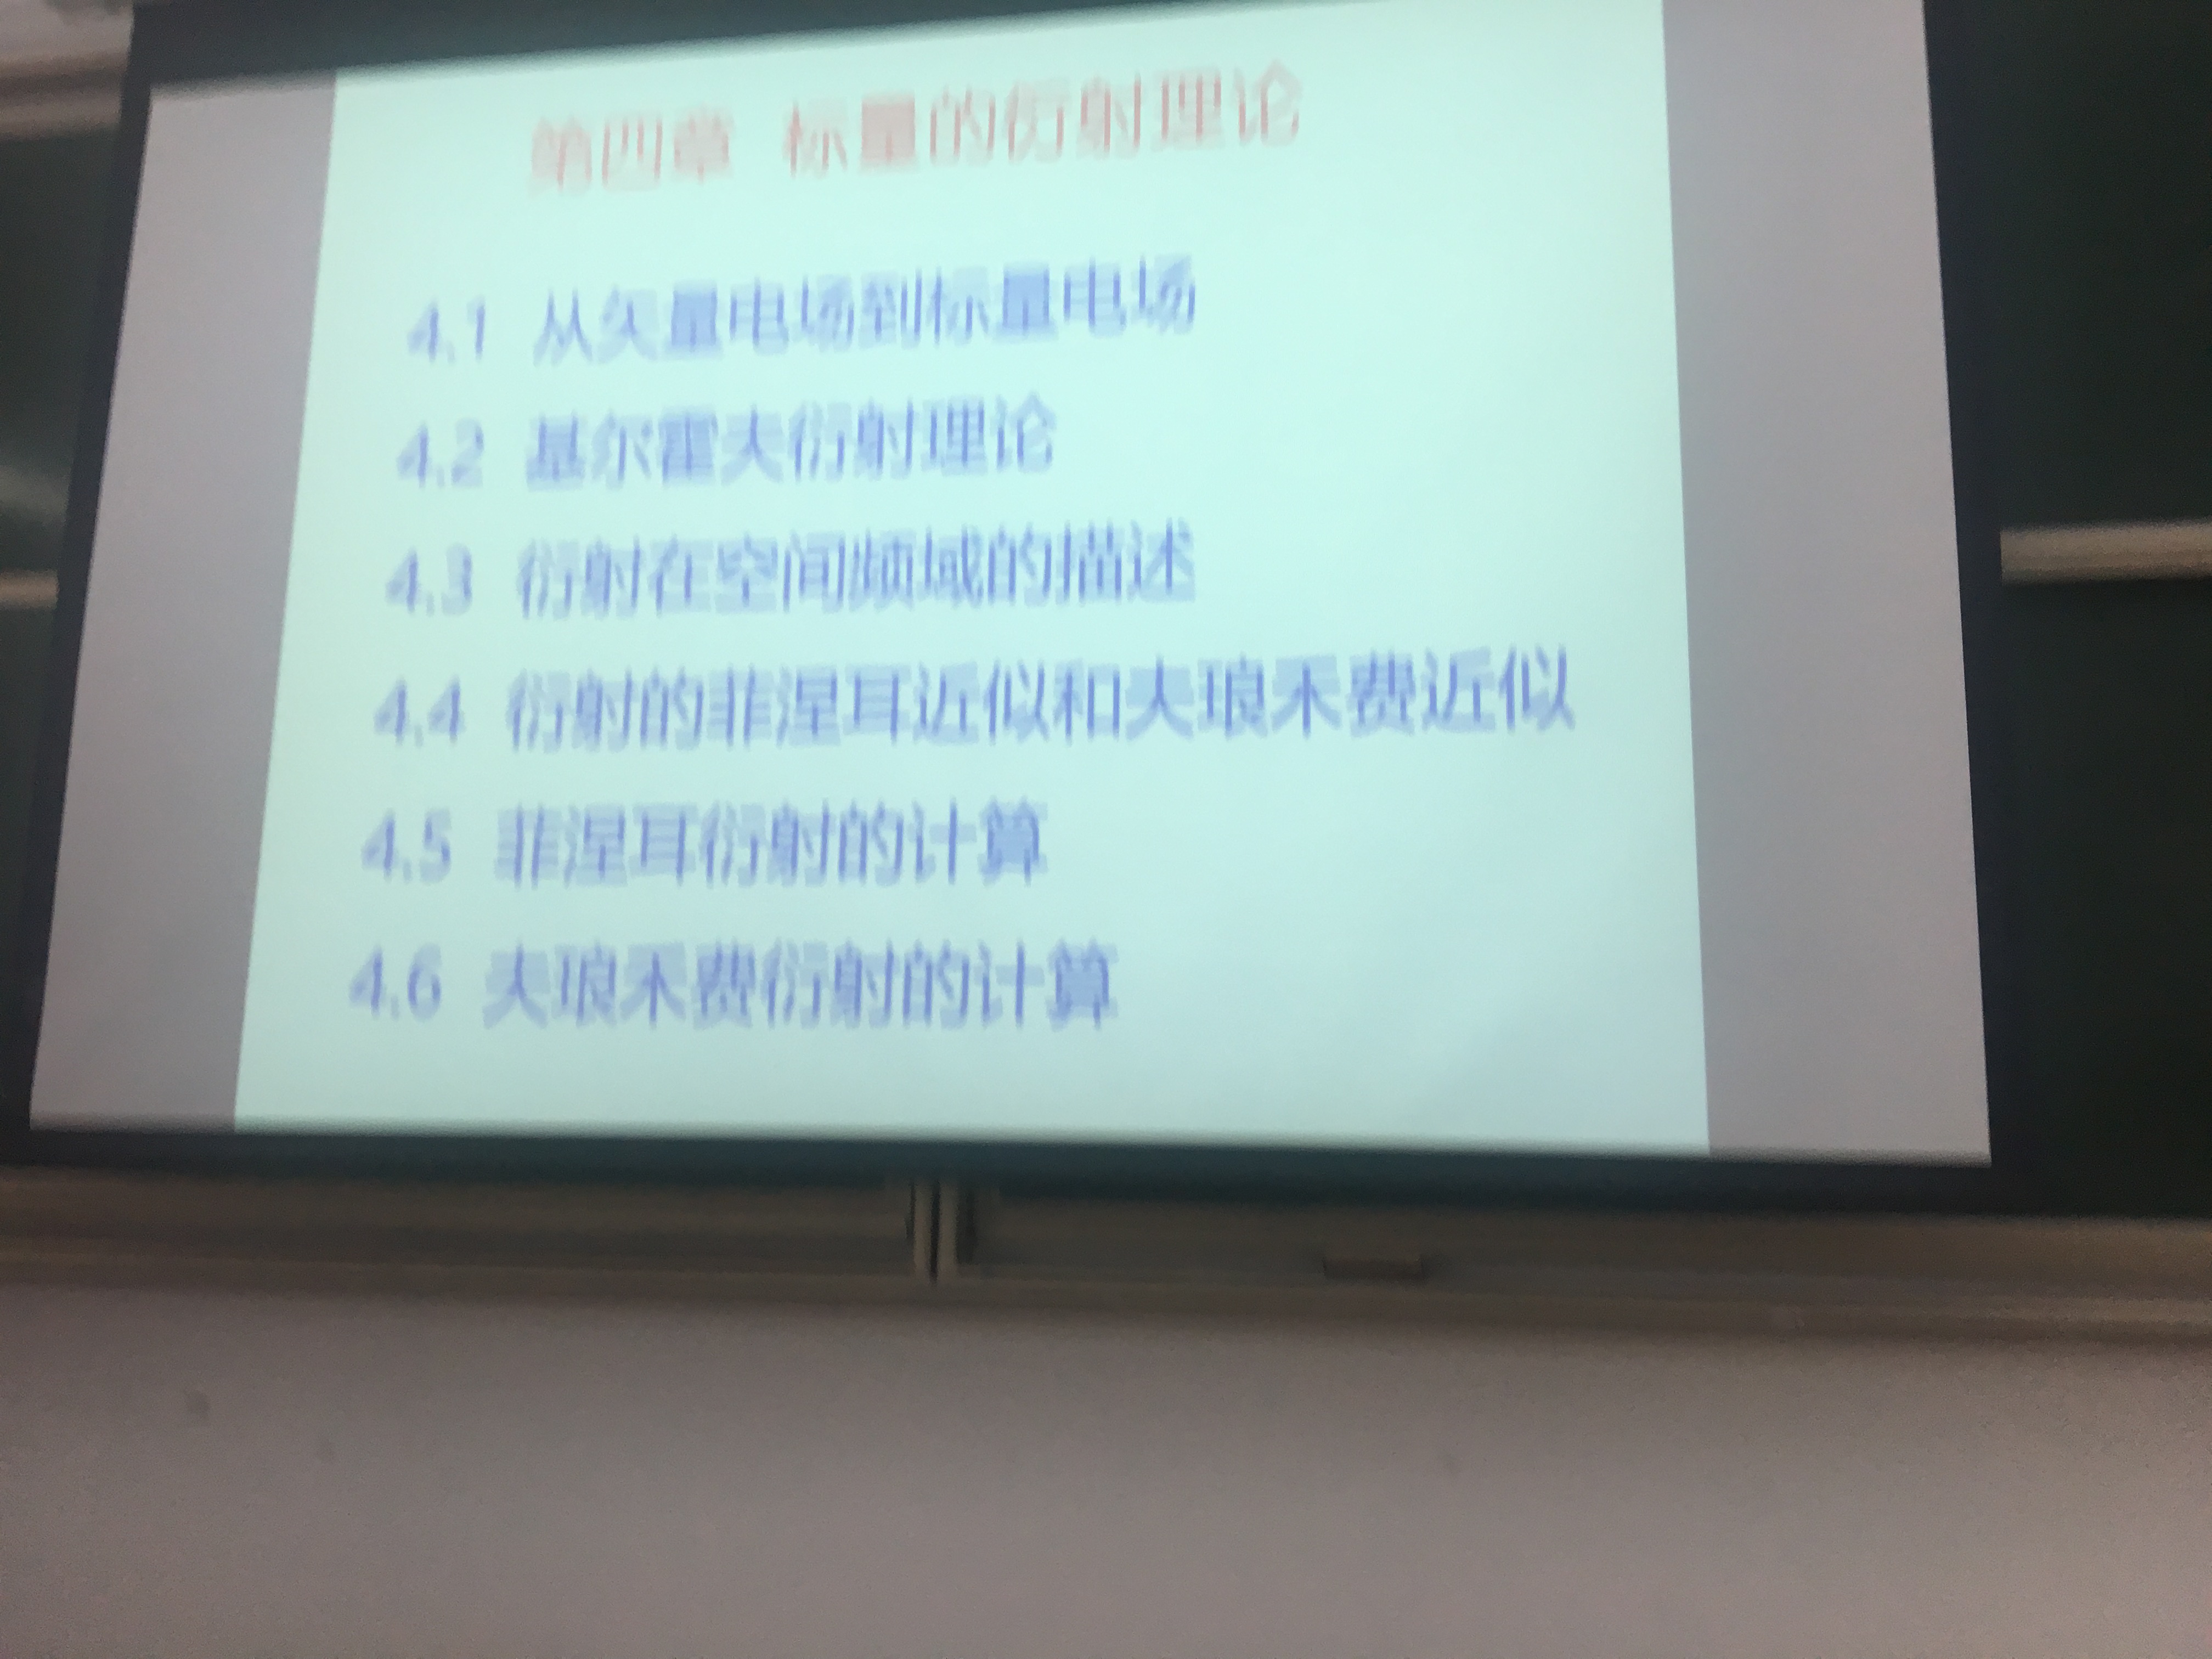 第四章 标量的衍射理论
4.1 从矢量电场到标量电场
4.2 基尔霍夫衍射理论
4.3 衍射在空间频域的描述
4.4 衍射的菲涅耳近似和夫琅禾费近似
4.5 菲涅耳衍射的计算
4.6 夫琅禾费衍射的计算